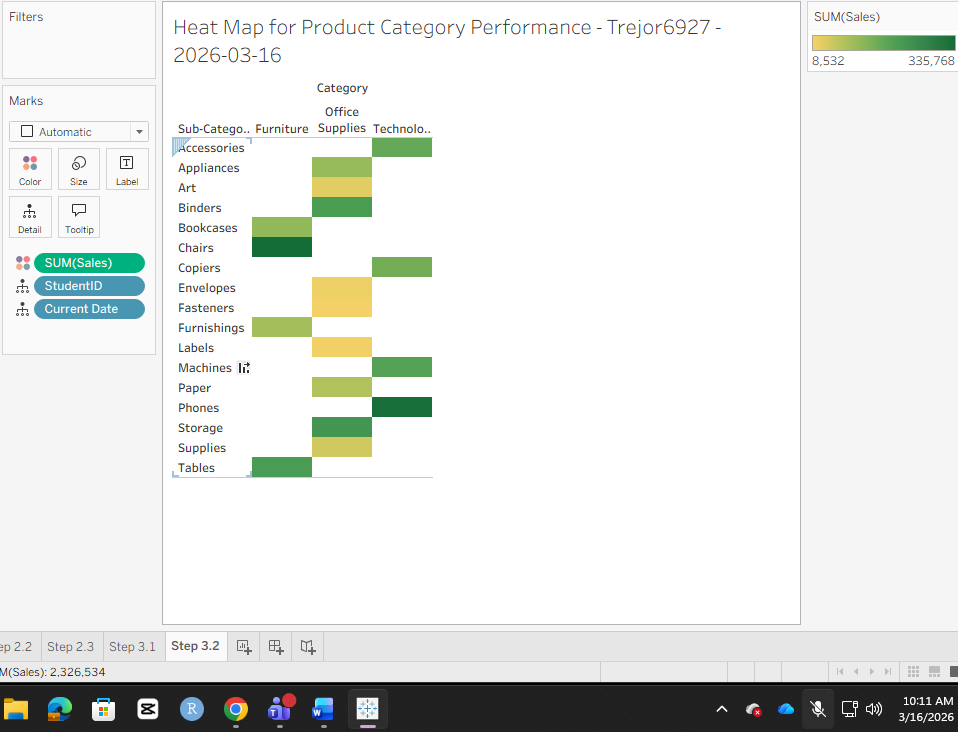 Filters
Marks
Automatic
Color
Size
Label
Detail
Tooltip
SUM(Sales)
StudentID
Current Date
Heat Map for Product Category Performance - Trejor6927 -
2026-03-16
Category
Office
Sub-Catego.. Furniture Supplies Technolo..
Accessories
Appliances
Art
Binders
Bookcases
Chairs
Copiers
Envelopes
Fasteners
Furnishings
Labels
Machines
Paper
Phones
Storage
Supplies
Tables
SUM(Sales)
8,532 335,768
ep 2.2 Step 2.3 Step 3.1 Step 3.2
M(Sales): 2,326,534
10:11 AM
3/16/2026